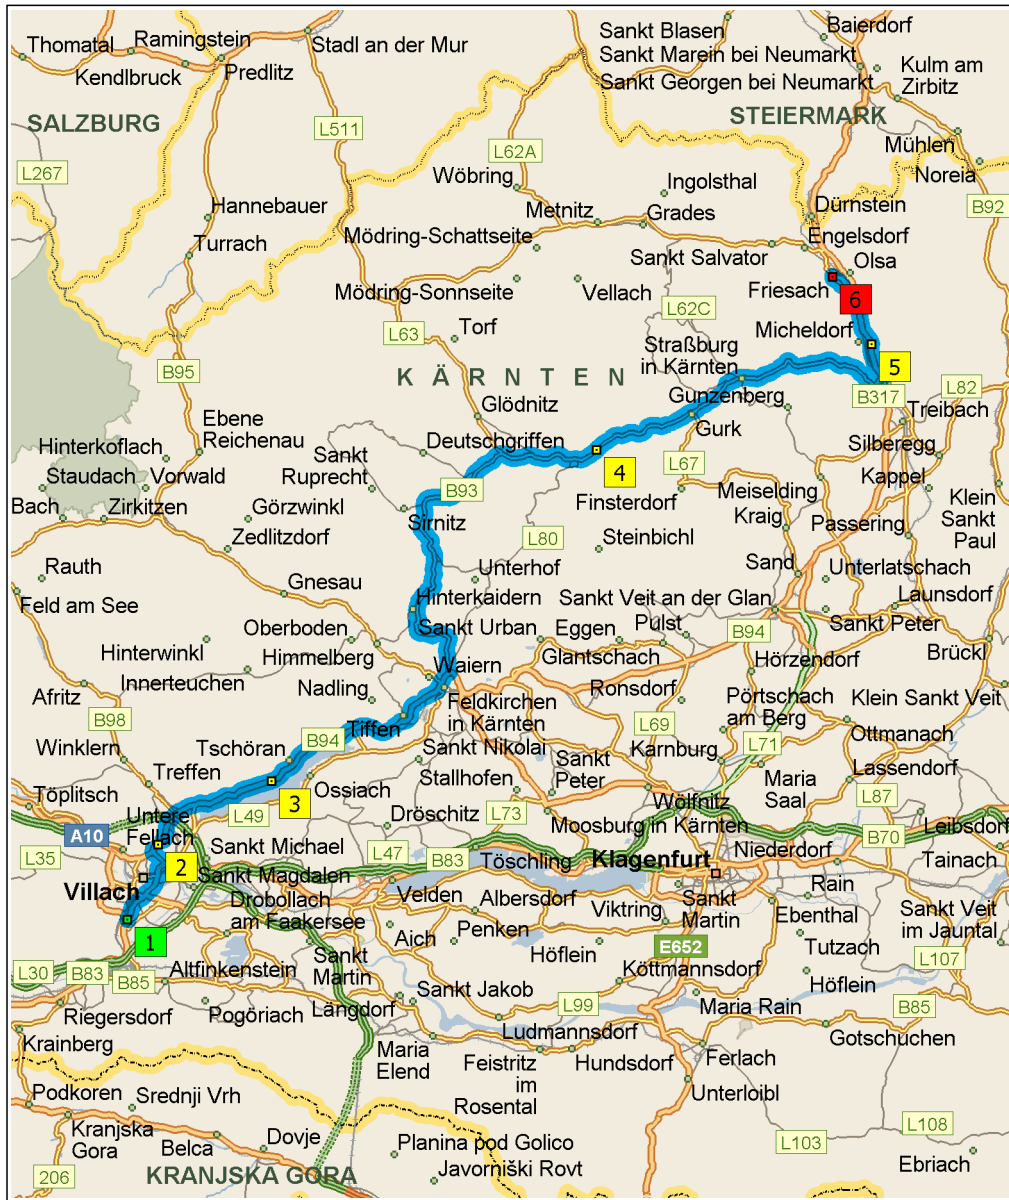 Thomatal
Ramingstein
Kendlbruck
Predlitz
Stadl an der Mur
Sankt Blasen
Baierdorf
Sankt Marein bei Neumarkt
Sankt Georgen bei Neumarkt
Kulm am
Zirbitz
SALZBURG
STEIERMARK
L511
L62A
Mühlen
L267
Wöbring
Ingolsthal
Noreia
Hannebauer
Metnitz
Grades
Dürnstein
B92
Turrach
Mödring-Schattseite
Engelsdorf
Sankt Salvator
Olsa
Mödring-Sonnseite
Vellach
Friesach
6
L62C
L63
Torf
Micheldorf
Straßburg
in Kärnten
B95
KÄRNTEN
5
L82
B317
Gunzenberg
Treibach
Glödnitz
Ebene
Reichenau
Gurk
Hinterkoflach
Deutschgriffen
Silberegg
Sankt
Ruprecht
4
L67
Kappel
Staudach
Vorwald
B93
Finsterdorf
Meiselding
Klein
Sankt
Paul
Bach
Zirkitzen
Görzwinkl
Sirnitz
Kraig
Passering
Zedlitzdorf
L80
Steinbichl
Rauth
Sand
Unterlatschach
Unterhof
Gnesau
Feld am See
Hinterkaidern
Sankt Veit an der Glan
Launsdorf
Oberboden
Sankt Urban
Eggen
Pulst
B94
Sankt Peter
Hinterwinkl
Himmelberg
Glantschach
Brückl
Innerteuchen
Waiern
Hörzendorf
Afritz
Nadling
Feldkirchen
in Kärnten
Ronsdorf
Pörtschach
am Berg
Klein Sankt Veit
B98
Tiffen
L69
Winklern
Tschöran
B94
Sankt Nikolai
Karnburg
L71
Ottmanach
Treffen
Stallhofen
Sankt
Peter
Maria
Saal
Lassendorf
Töplitsch
3
Ossiach
Wölfnitz
L87
Untere
Fellach
L49
Dröschitz
L73
Moosburg in Kärnten
Leibsdorf
A10
B70
L35
Sankt Michael
L47
B83
Töschling
Klagenfurt
Niederdorf
Tainach
2
Villach
Sankt Magdalen
Velden
Albersdorf
Sankt
Martin
Rain
Drobollach
am Faakersee
Viktring
Ebenthal
Sankt Veit
im Jauntal
1
Aich
Penken
Höflein
E652
Tutzach
L30
B83
B85
Altfinkenstein
Sankt
Martin
Köttmannsdorf
L107
Höflein
Sankt Jakob
Riegersdorf
Pogöriach
Längdorf
L99
Maria Rain
B85
Krainberg
Ludmannsdorf
Gotschuchen
Maria
Elend
Feistritz
im
Rosental
Hundsdorf
Ferlach
Podkoren
Srednji Vrh
Unterloibl
Kranjska
Gora
Belca
Dovje
Planina pod Golico
L103
L108
206
KRANJSKA GORA
Javorniški Rovt
Ebriach